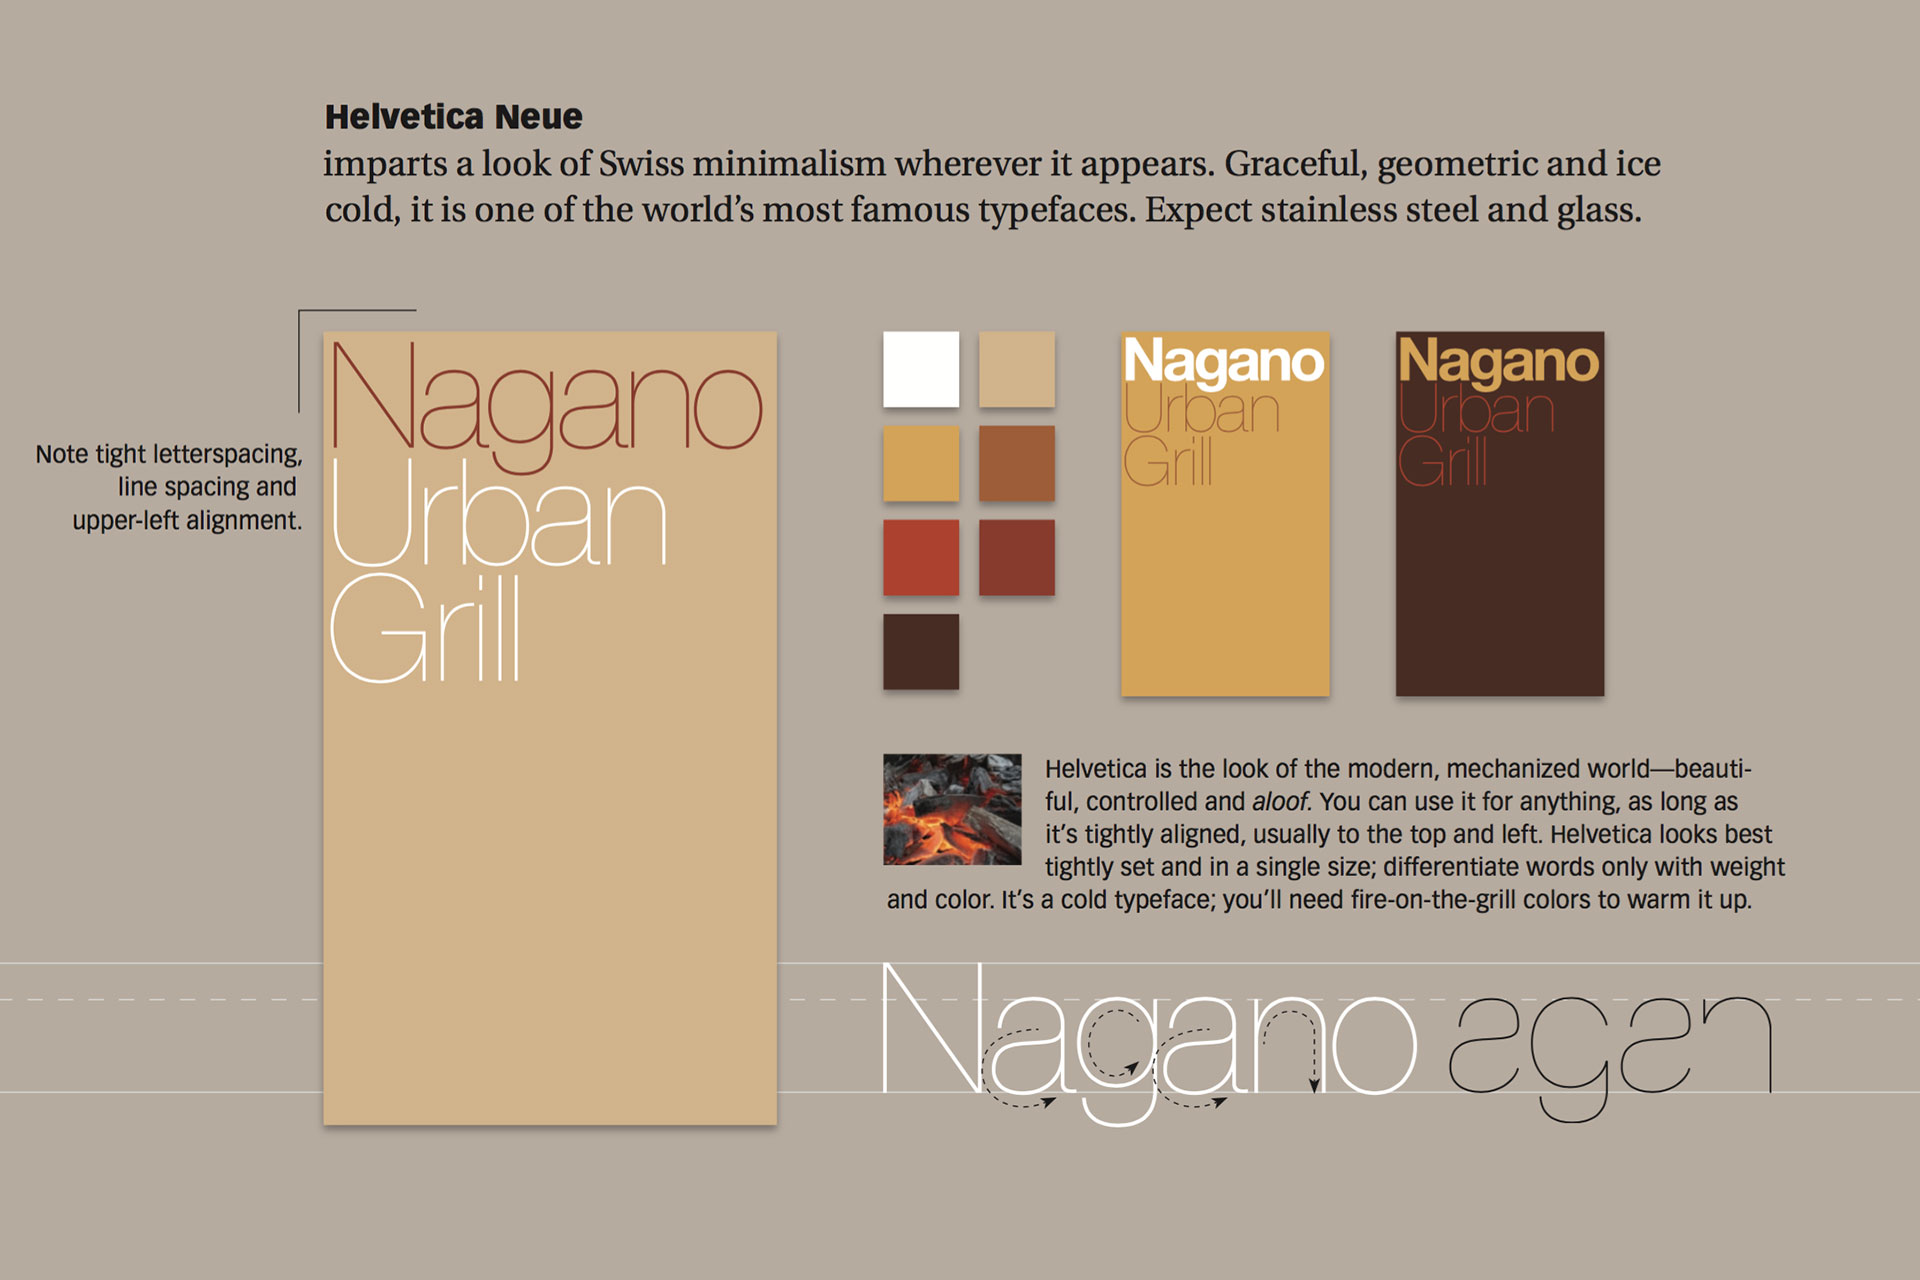 Helvetica Neue
imparts a look of Swiss minimalism wherever it appears. Graceful, geometric and ice
cold, it is one of the world’s most famous typefaces. Expect stainless steel and glass.
Note tight letterspacing,
line spacing and
upper-left alignment.
Nagano
Urban
Grill
Nagano
Urban
Grill
Nagano
Urban
Grill
Helvetica is the look of the modern, mechanized world—beauti-
ful, controlled and aloof. You can use it for anything, as long as
it’s tightly aligned, usually to the top and left. Helvetica looks best
tightly set and in a single size; differentiate words only with weight
and color. It’s a cold typeface; you’ll need fire-on-the-grill colors to warm it up.
Nagano agan